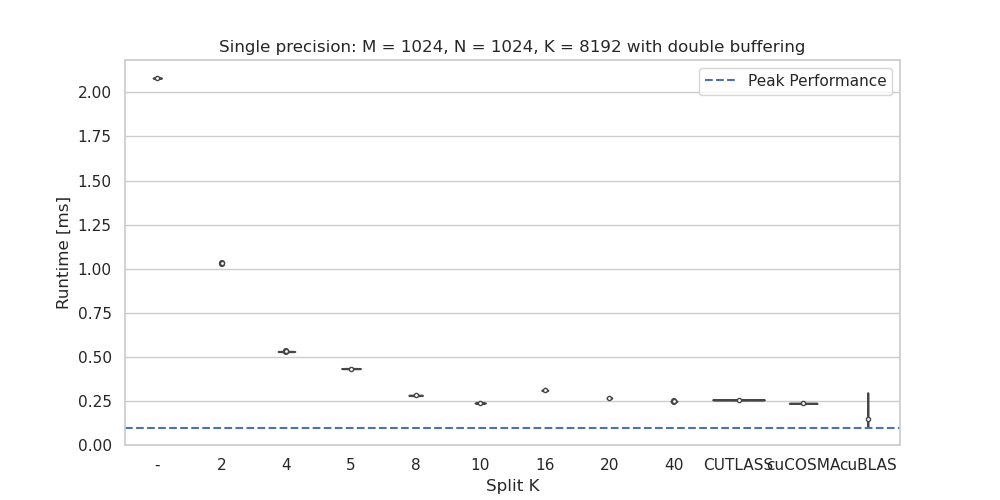 Single precision: M = 1024, N = 1024, K = 8192 with double buffering
Peak Performance
Runtime [ms]
2.00
1.75
1.50
1.25
1.00
0.75
0.50
0.25
0.00
- 2 4 5 8 10 16 20 40 CUTLASS cuCOSMA cuBLAS
Split K